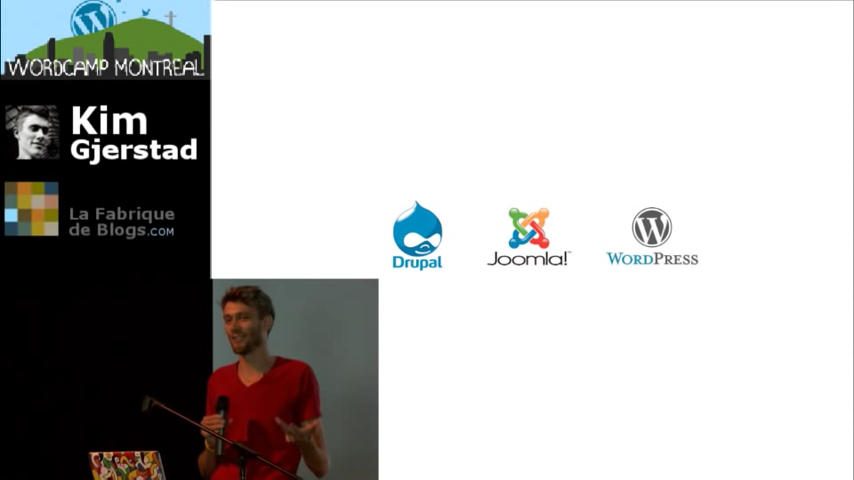 WORDCAMP MONTREAL
Kim
Gjerstad
La Fabrique
de Blogs.COM
Drupal
Joomla!
WORDPRESS